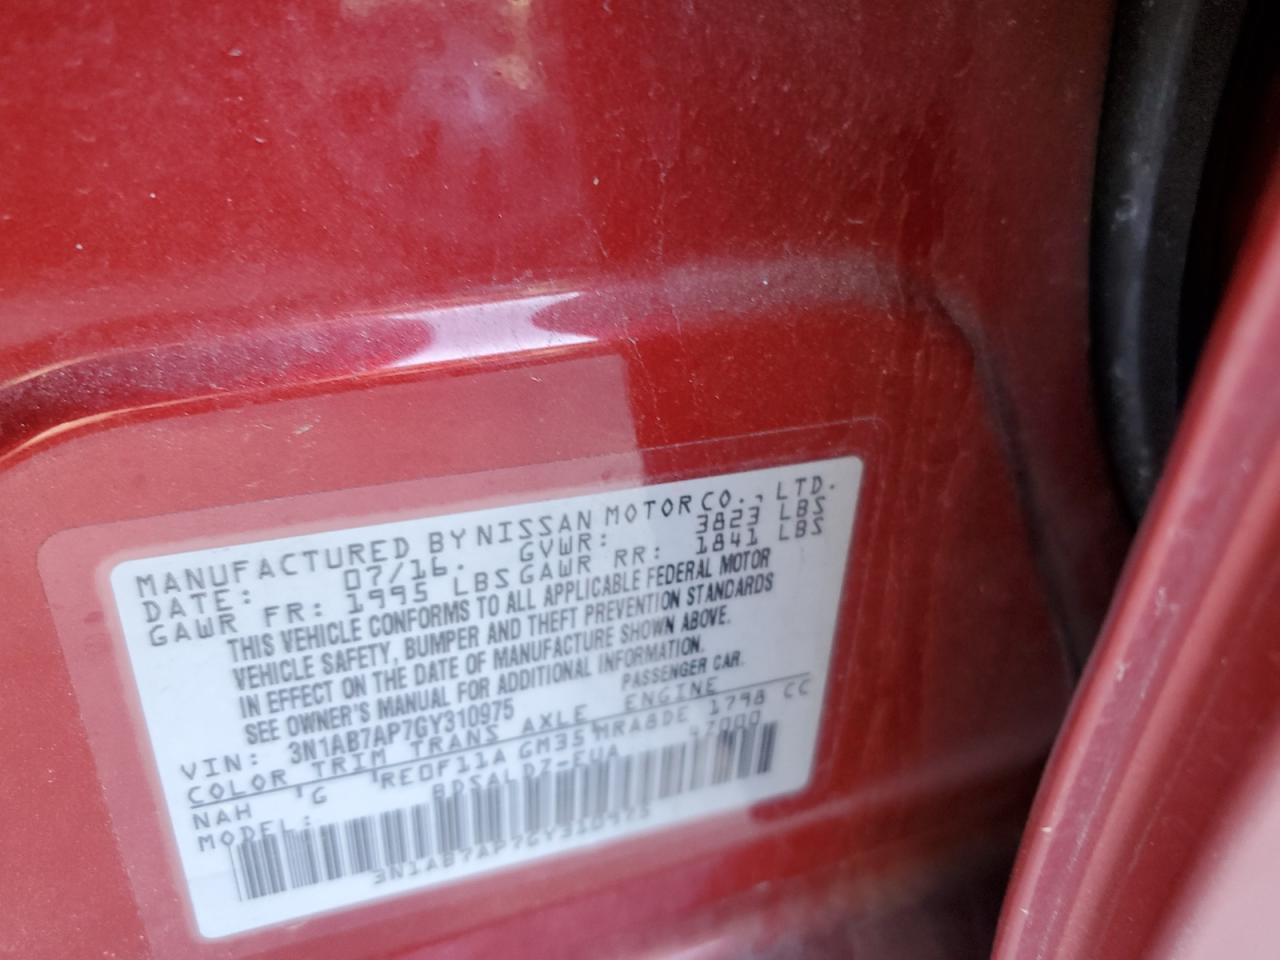 MANUFACTURED BY NISSAN MOTOR CO., LTD.
DATE: 07/16. GVWR: 3823 LBS
GAWR FR: 1995 LBS GAWR RR: 1841 LBS
THIS VEHICLE CONFORMS TO ALL APPLICABLE FEDERAL MOTOR
VEHICLE SAFETY, BUMPER AND THEFT PREVENTION STANDARDS
IN EFFECT ON THE DATE OF MANUFACTURE SHOWN ABOVE.
SEE OWNER'S MANUAL FOR ADDITIONAL INFORMATION.
PASSENGER CAR.
VIN: 3N1AB7AP7GY310975
COLOR TRIM TRANS AXLE ENGINE
NAH G RE0F11A GM35 MRA8DE 1798 CC
MODEL: BDSALDZ-EUA
3N1AB7AP7GY310975